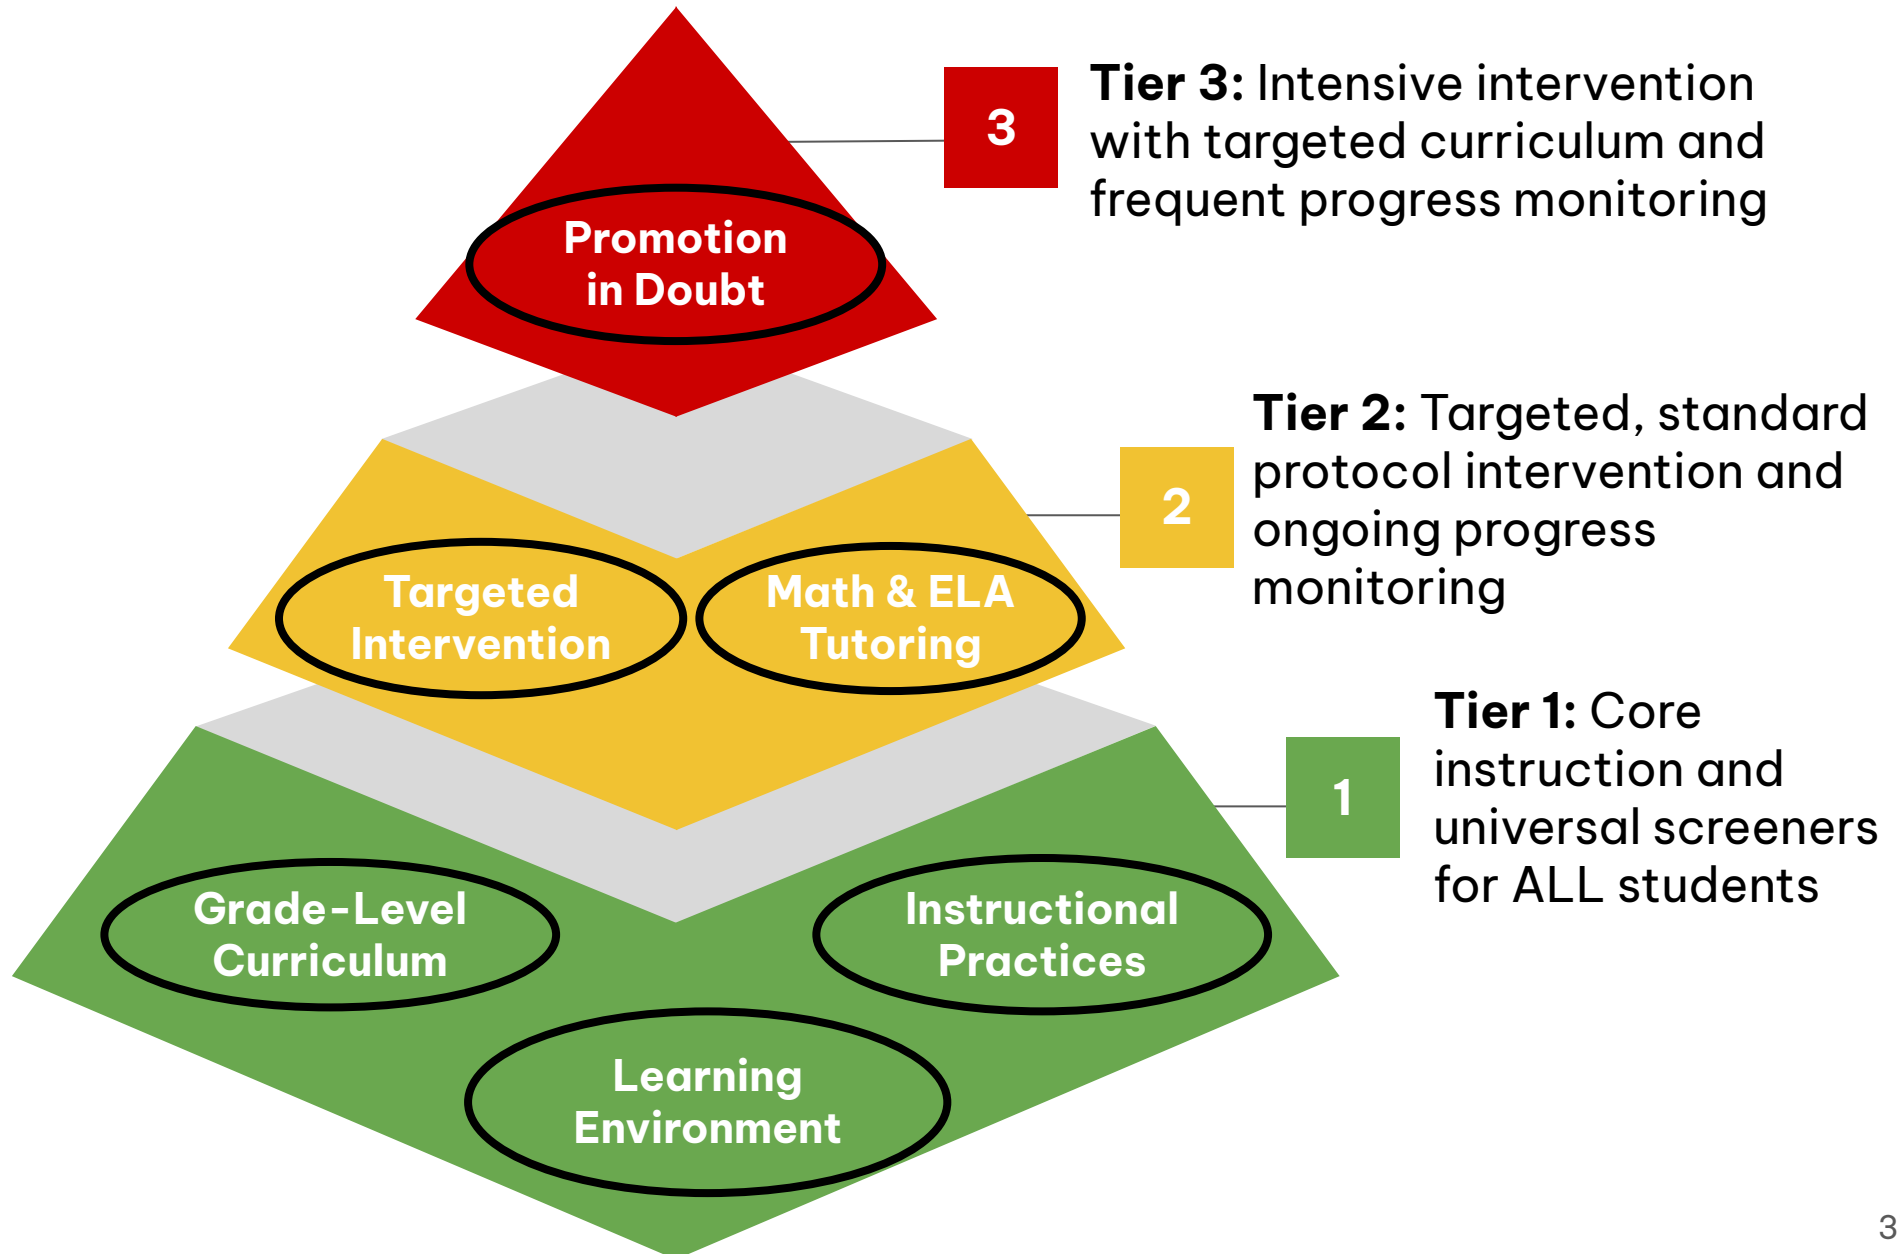 3
Tier 3: Intensive intervention
with targeted curriculum and
frequent progress monitoring
Promotion
in Doubt
2
Tier 2: Targeted, standard
protocol intervention and
ongoing progress
monitoring
Targeted
Intervention
Math & ELA
Tutoring
1
Tier 1: Core
instruction and
universal screeners
for ALL students
Grade-Level
Curriculum
Instructional
Practices
Learning
Environment
3